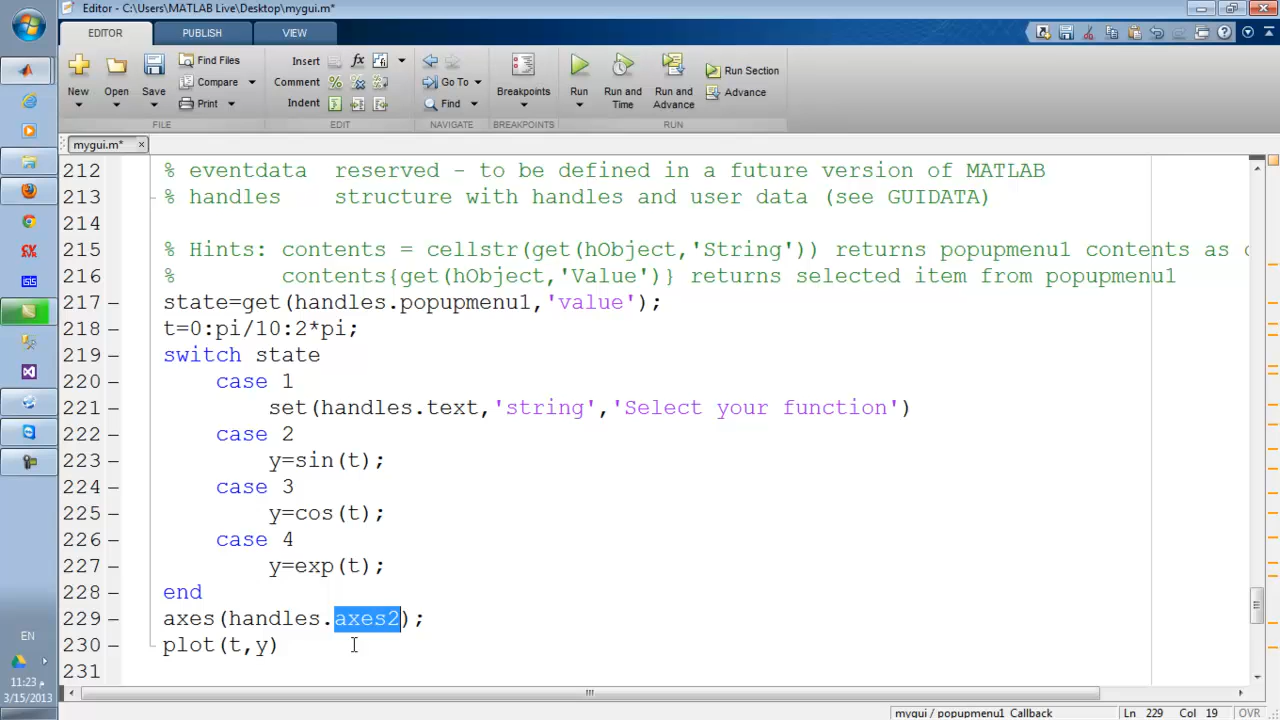 Editor - C:\Users\MATLAB Live\Desktop\mygui.m*
EDITOR
PUBLISH
VIEW
New
Open
Save
Find Files
Compare
Print
FILE
Insert
fx
Comment
Indent
EDIT
Go To
Find
NAVIGATE
Breakpoints
BREAKPOINTS
Run
Run and
Time
Run and
Advance
Run Section
Advance
RUN
mygui.m* ×
212 % eventdata  reserved - to be defined in a future version of MATLAB
213 % handles    structure with handles and user data (see GUIDATA)
214
215 % Hints: contents = cellstr(get(hObject,'String')) returns popupmenu1 contents as c
216 %        contents{get(hObject,'Value')} returns selected item from popupmenu1
217 – state=get(handles.popupmenu1,'value');
218 – t=0:pi/10:2*pi;
219 – switch state
220 –     case 1
221 –         set(handles.text,'string','Select your function')
222 –     case 2
223 –         y=sin(t);
224 –     case 3
225 –         y=cos(t);
226 –     case 4
227 –         y=exp(t);
228 – end
229 – axes(handles.axes2);
230 – plot(t,y)
231
CV
AVR
ISIS
EN
11:23 م
3/15/2013
mygui / popupmenu1_Callback
Ln 229 Col 19 OVR